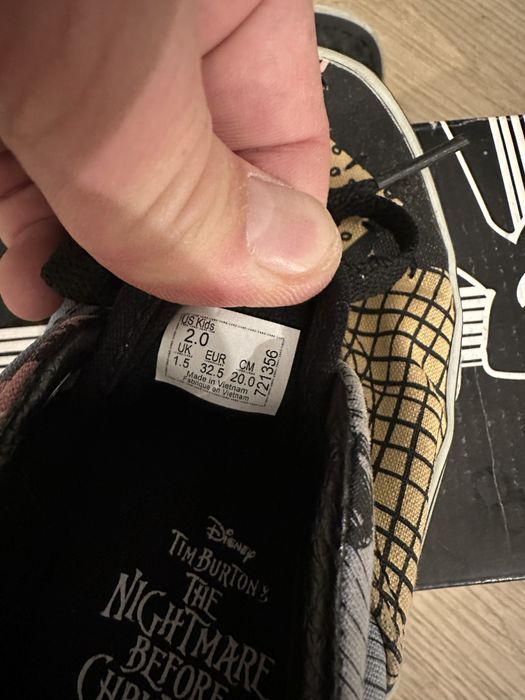 US Kids
2.0
UK EUR CM
1.5 32.5 20.0
Made in Vietnam
Fabriqué en Vietnam
721356
Disney
TIM BURTON'S
THE
NIGHTMARE
BEFORE